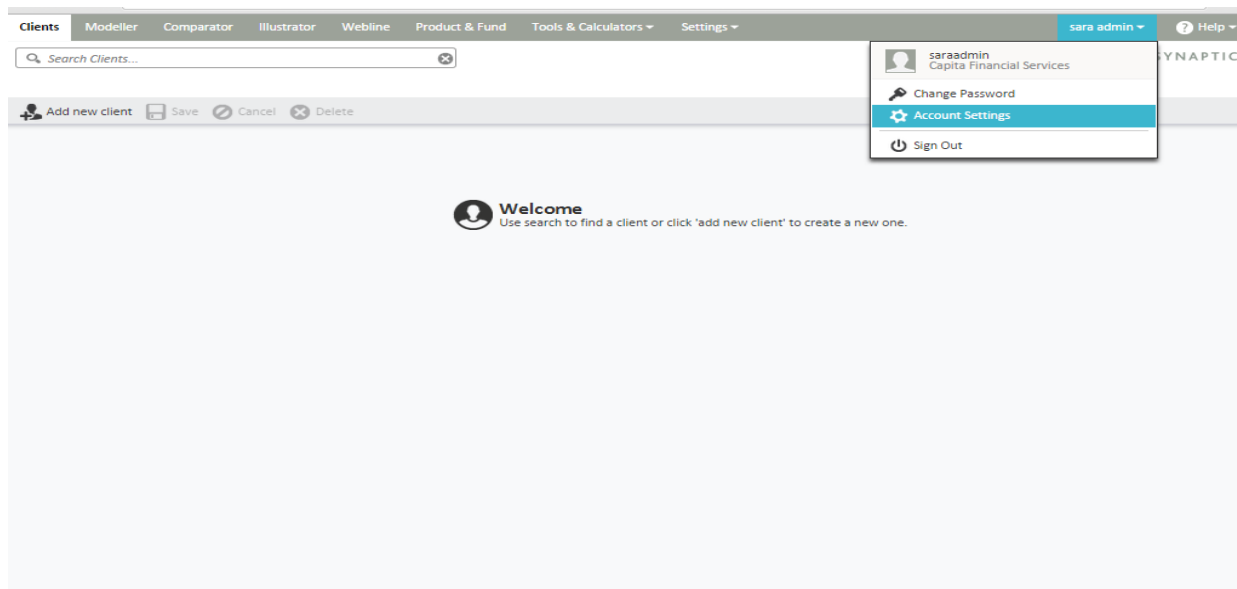 Clients Modeller Comparator Illustrator Webline Product & Fund Tools & Calculators Settings sara admin Help
Search Clients...
saraadmin
Capita Financial Services
YNAPTIC
Change Password
Add new client Save Cancel Delete
Account Settings
Sign Out
Welcome
Use search to find a client or click 'add new client' to create a new one.